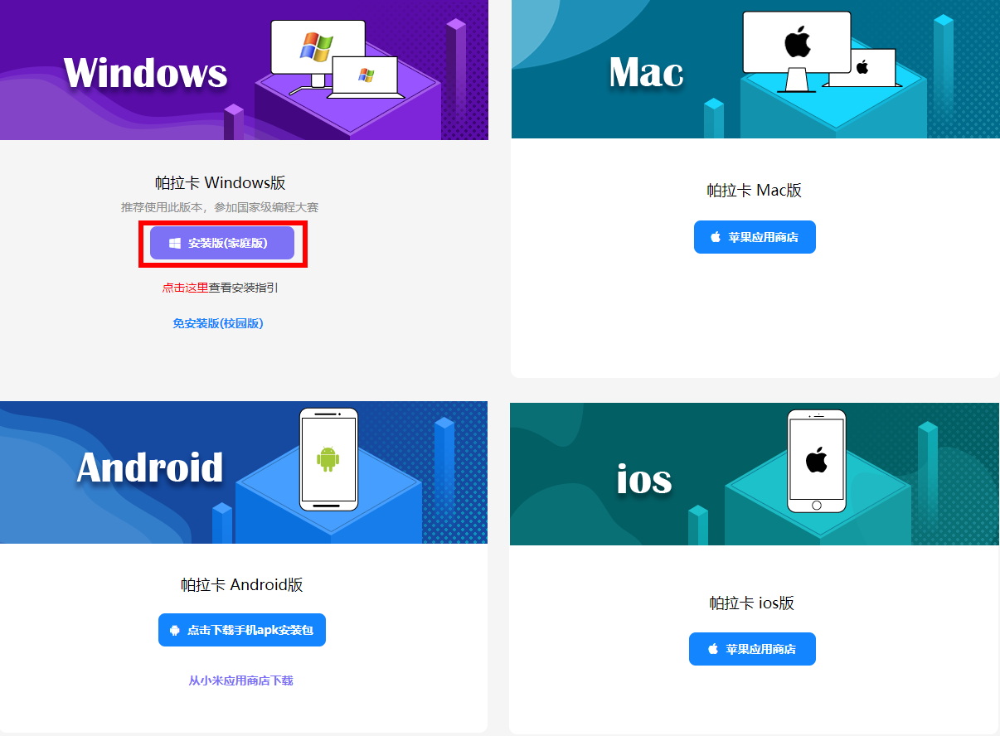 Windows
帕拉卡 Windows版
推荐使用此版本，参加国家级编程大赛
安装版(家庭版)
点击这里查看安装指引
免安装版(校园版)
Mac
帕拉卡 Mac版
苹果应用商店
Android
帕拉卡 Android版
点击下载手机apk安装包
从小米应用商店下载
ios
帕拉卡 ios版
苹果应用商店